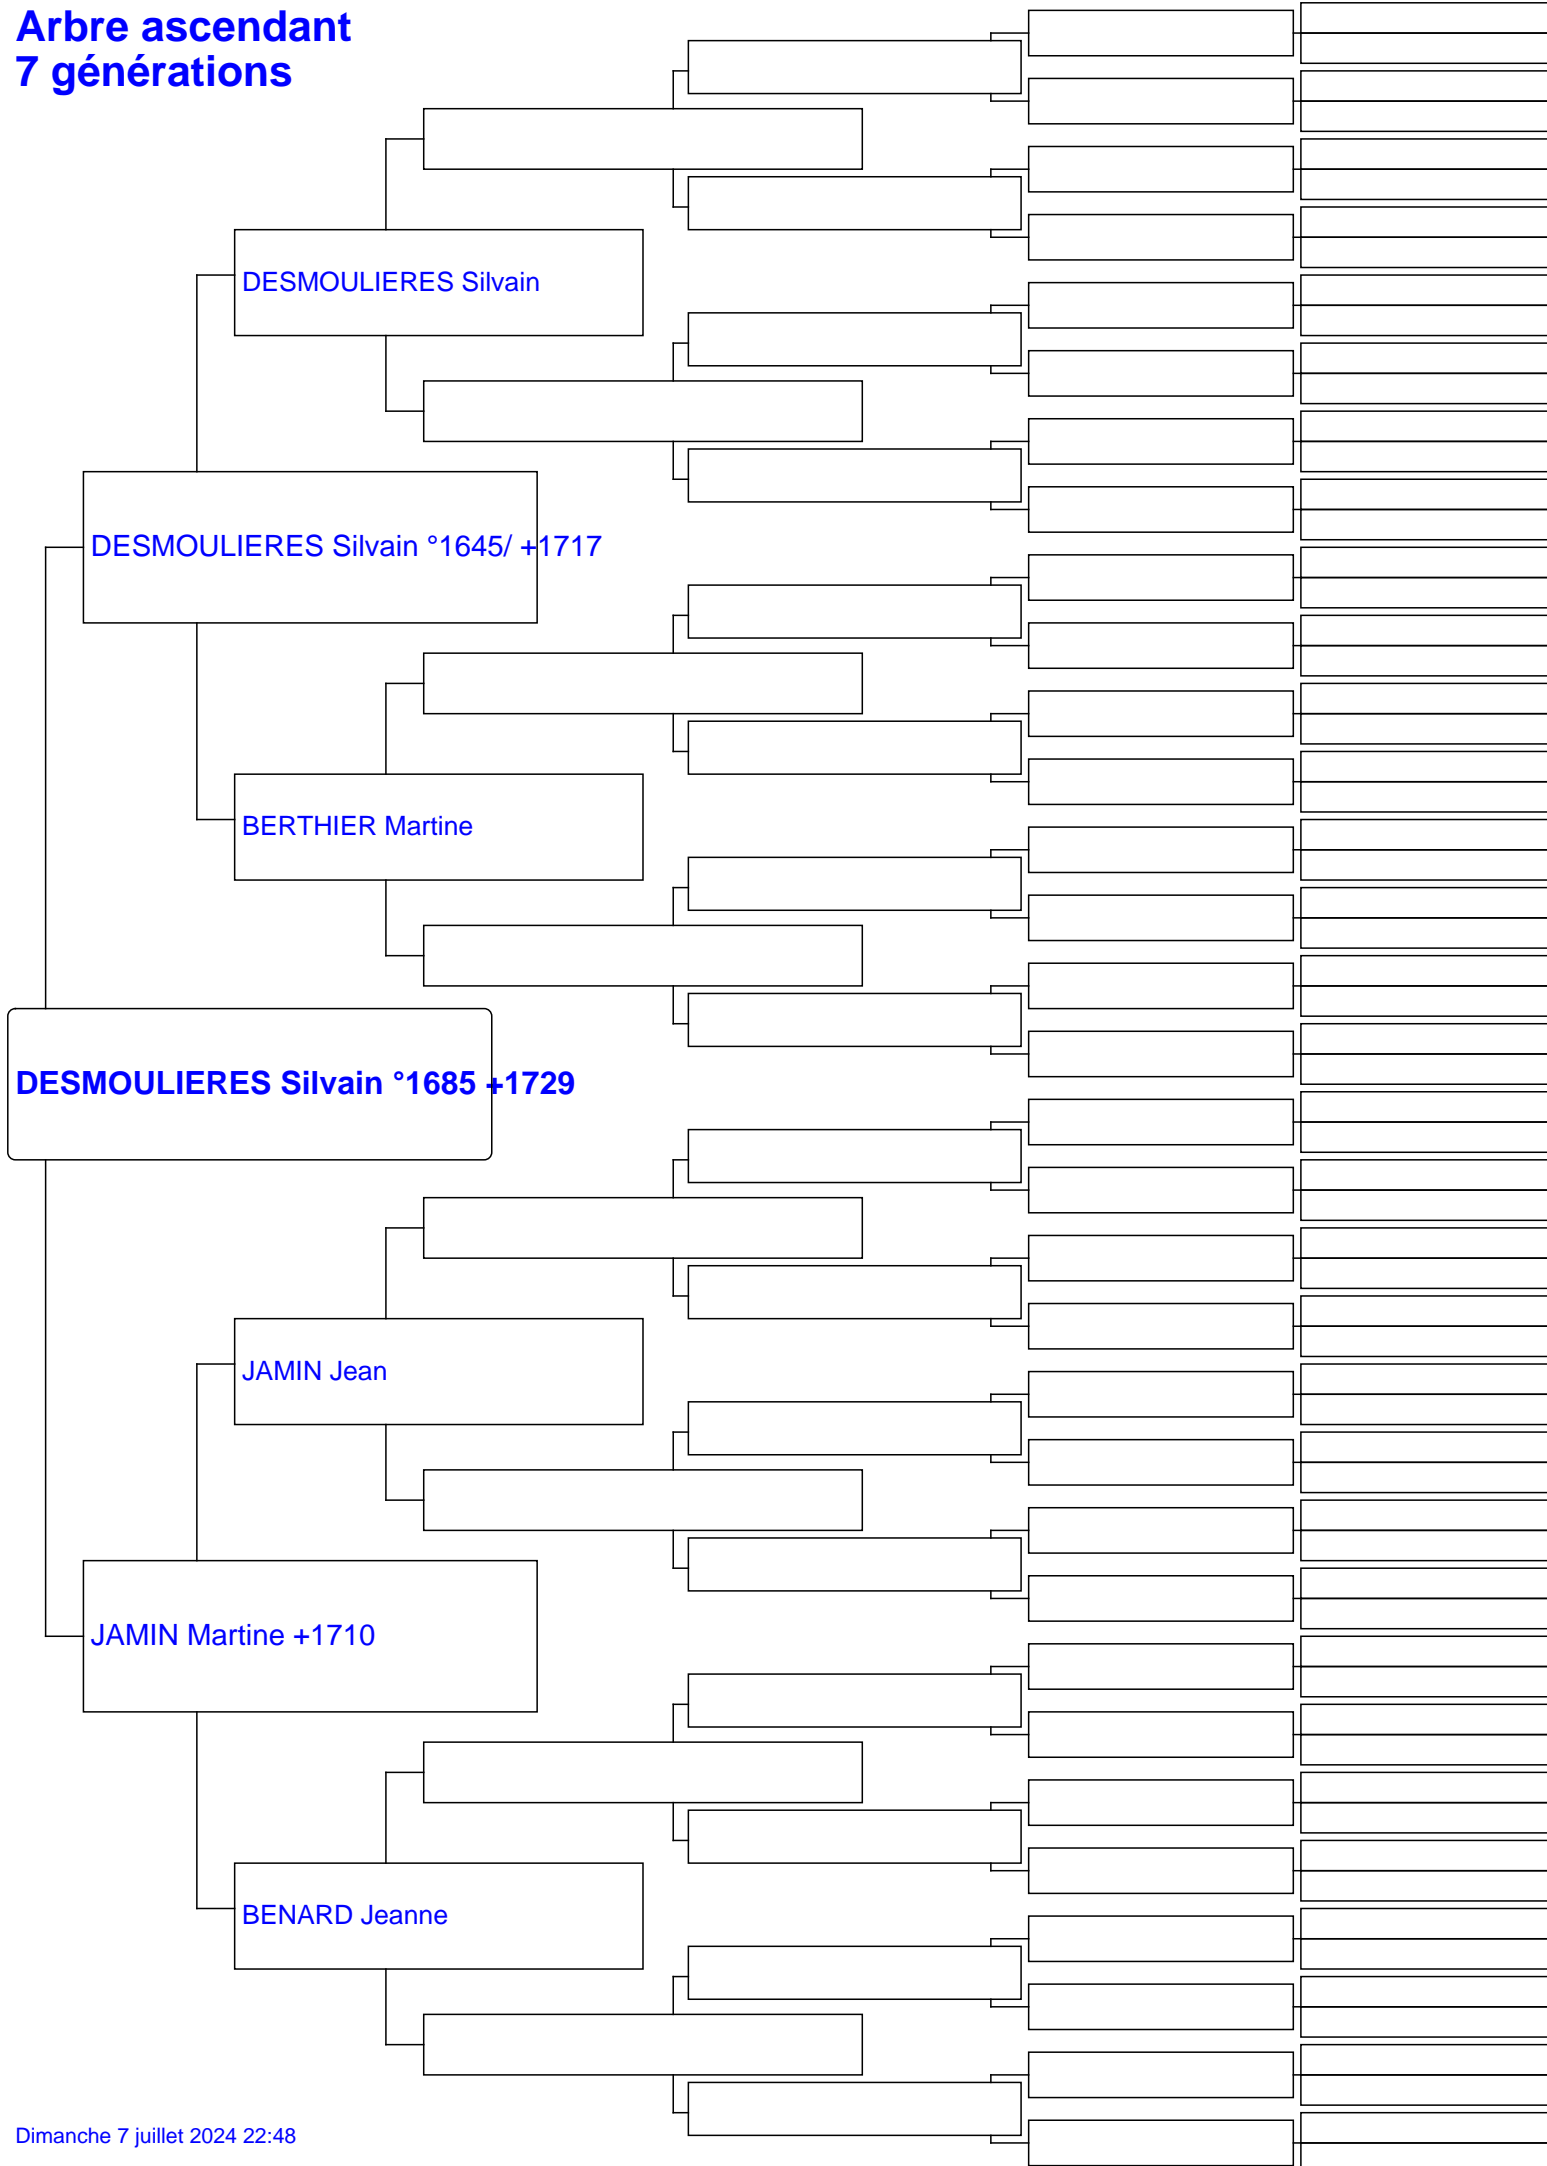 Arbre ascendant
7 générations
DESMOULIERES Silvain
DESMOULIERES Silvain °1645/ +1717
BERTHIER Martine
DESMOULIERES Silvain °1685 +1729
JAMIN Jean
JAMIN Martine +1710
BENARD Jeanne
Dimanche 7 juillet 2024 22:48